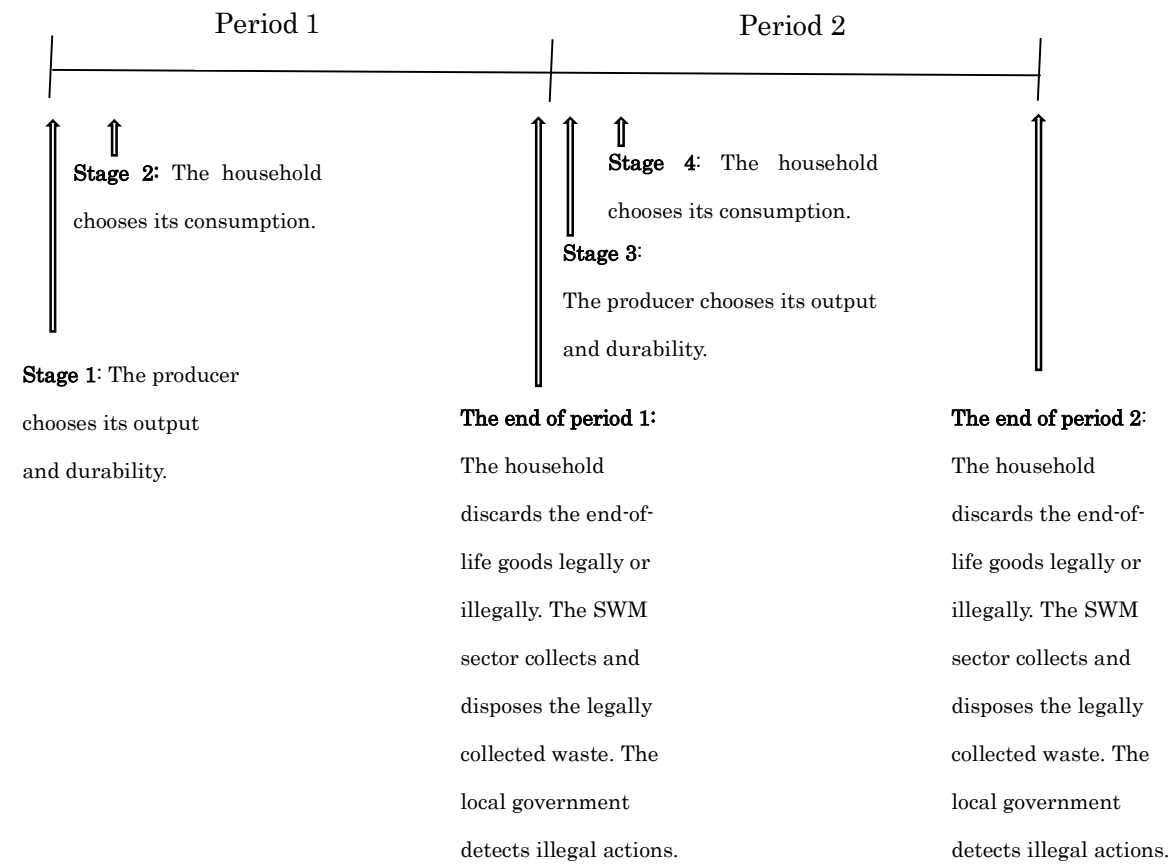 Period 1
Period 2
Stage 2: The household
chooses its consumption.
Stage 4: The household
chooses its consumption.
Stage 3:
The producer chooses its output
and durability.
Stage 1: The producer
chooses its output
and durability.
The end of period 1:
The household
discards the end-of-
life goods legally or
illegally. The SWM
sector collects and
disposes the legally
collected waste. The
local government
detects illegal actions.
The end of period 2:
The household
discards the end-of-
life goods legally or
illegally. The SWM
sector collects and
disposes the legally
collected waste. The
local government
detects illegal actions.